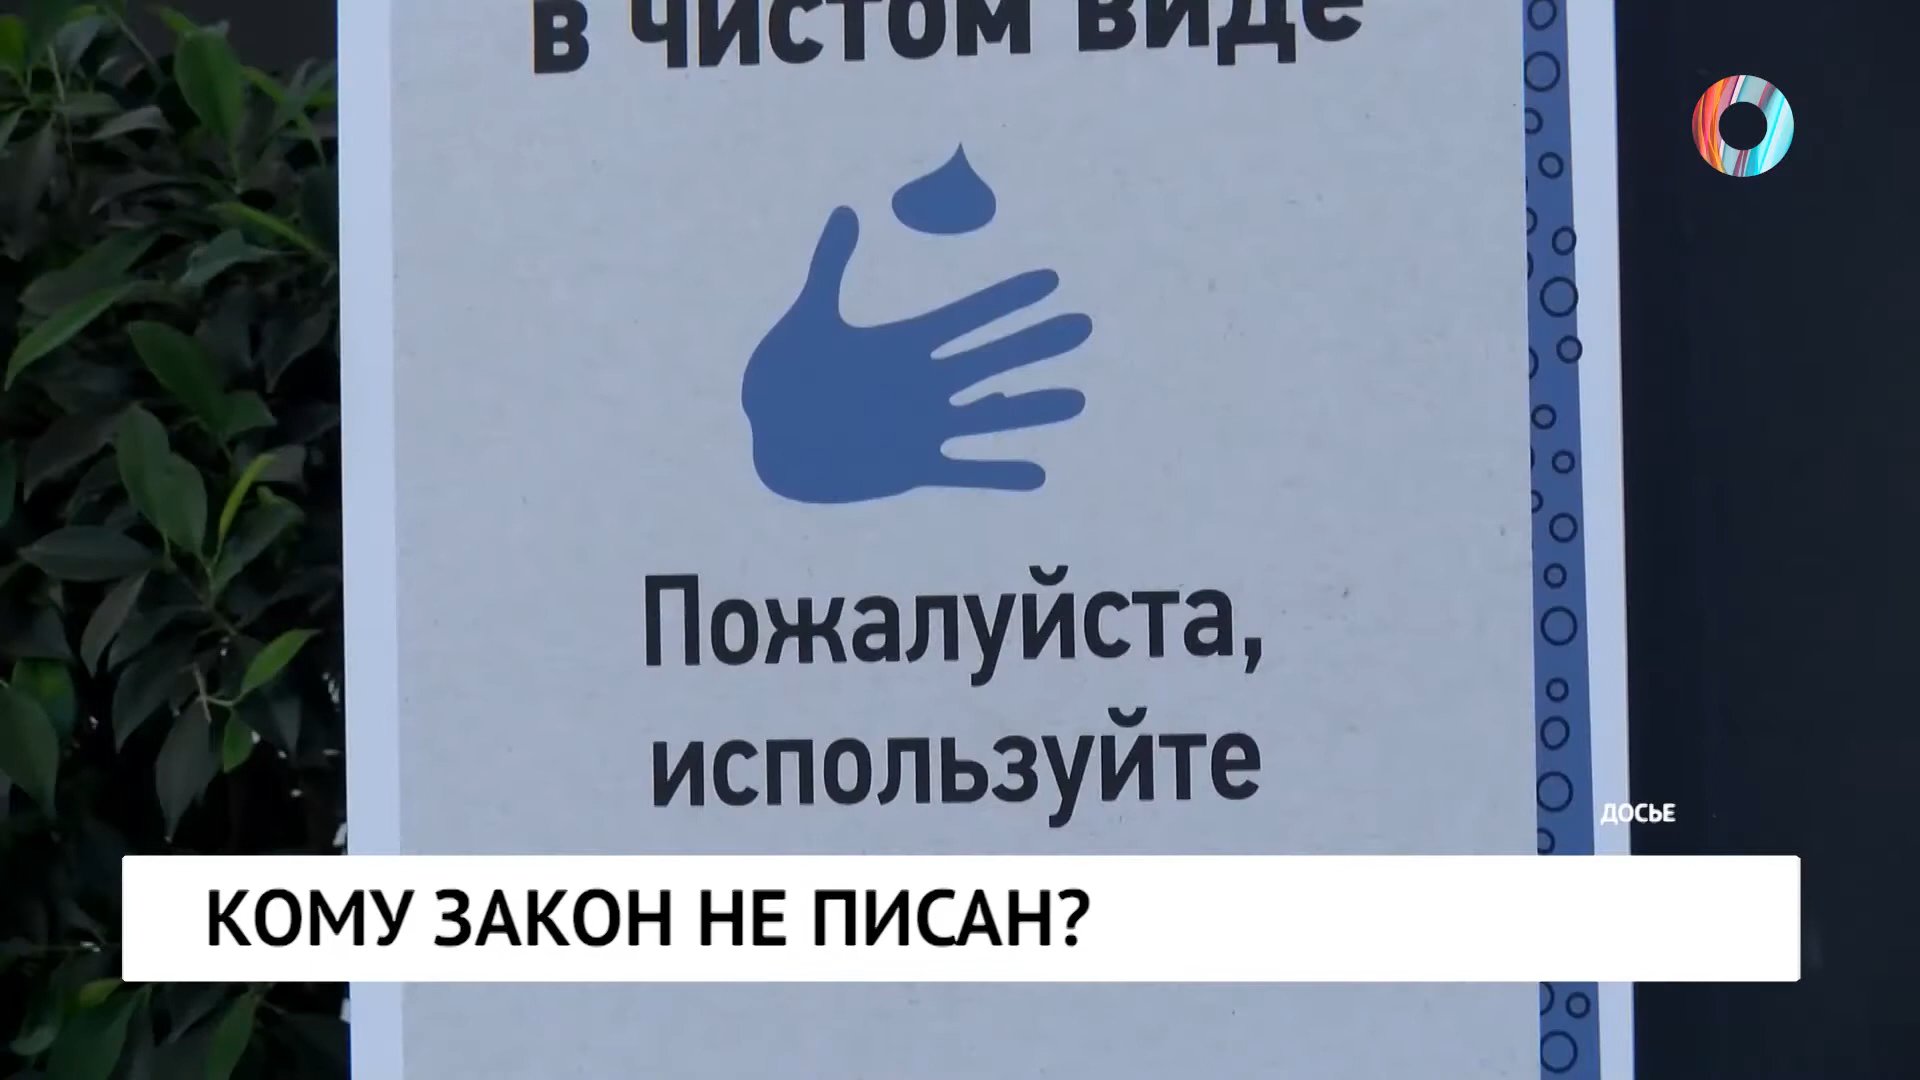 в чистом виде
Пожалуйста,
используйте
ДОСЬЕ
КОМУ ЗАКОН НЕ ПИСАН?